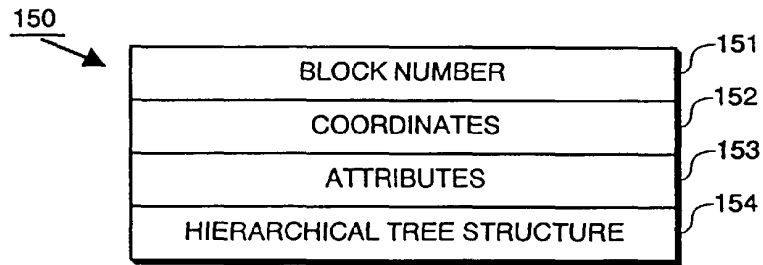 150
BLOCK NUMBER 151
COORDINATES 152
ATTRIBUTES 153
HIERARCHICAL TREE STRUCTURE 154